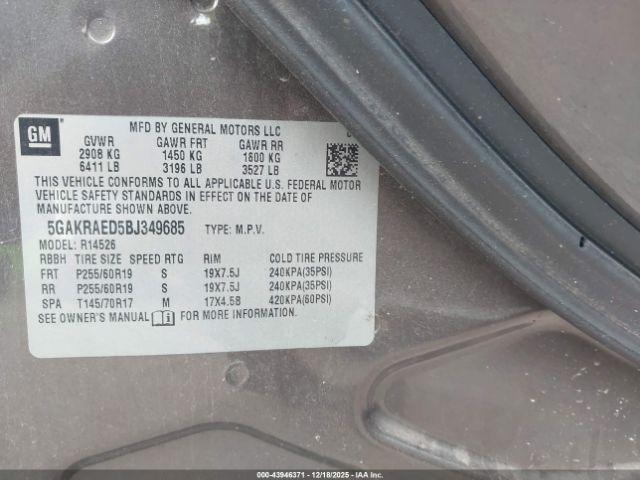 MFD BY GENERAL MOTORS LLC
GM
GVWR GAWR FRT GAWR RR
2908 KG 1450 KG 1600 KG
6411 LB 3196 LB 3527 LB
THIS VEHICLE CONFORMS TO ALL APPLICABLE U.S. FEDERAL MOTOR
VEHICLE SAFETY STANDARDS IN EFFECT ON THE DATE OF
MANUFACTURE SHOWN ABOVE.
5GAKRAED5BJ349685 TYPE: M.P.V.
MODEL: R14526
RBBH TIRE SIZE SPEED RTG RIM COLD TIRE PRESSURE
FRT P255/60R19 S 19X7.5J 240KPA(35PSI)
RR P255/60R19 S 19X7.5J 240KPA(35PSI)
SPA T145/70R17 M 17X4.5B 420KPA(60PSI)
SEE OWNER'S MANUAL FOR MORE INFORMATION.
000-43946371 - 12/18/2025 - IAA Inc.